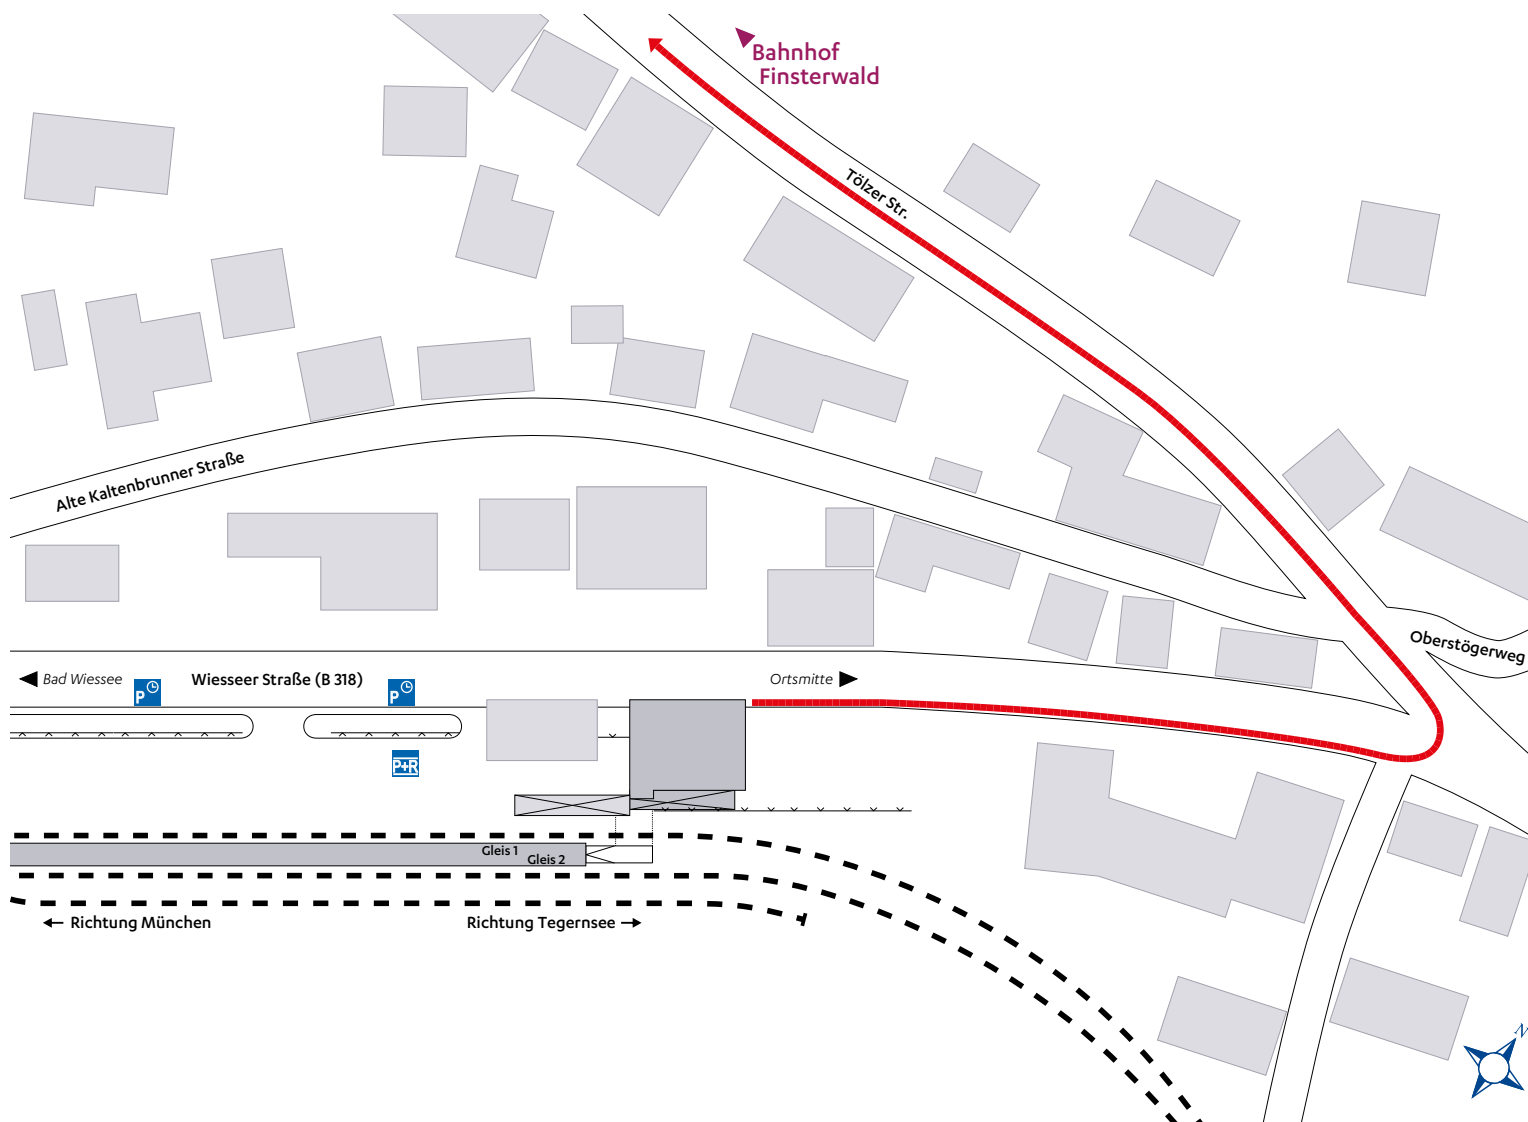 Bahnhof
Finsterwald
Tölzer Str.
Alte Kaltenbrunner Straße
Oberstögerweg
Bad Wiessee
Wiesseer Straße (B 318)
Ortsmitte
P
P
P+R
Gleis 1
Gleis 2
Richtung München
Richtung Tegernsee
N